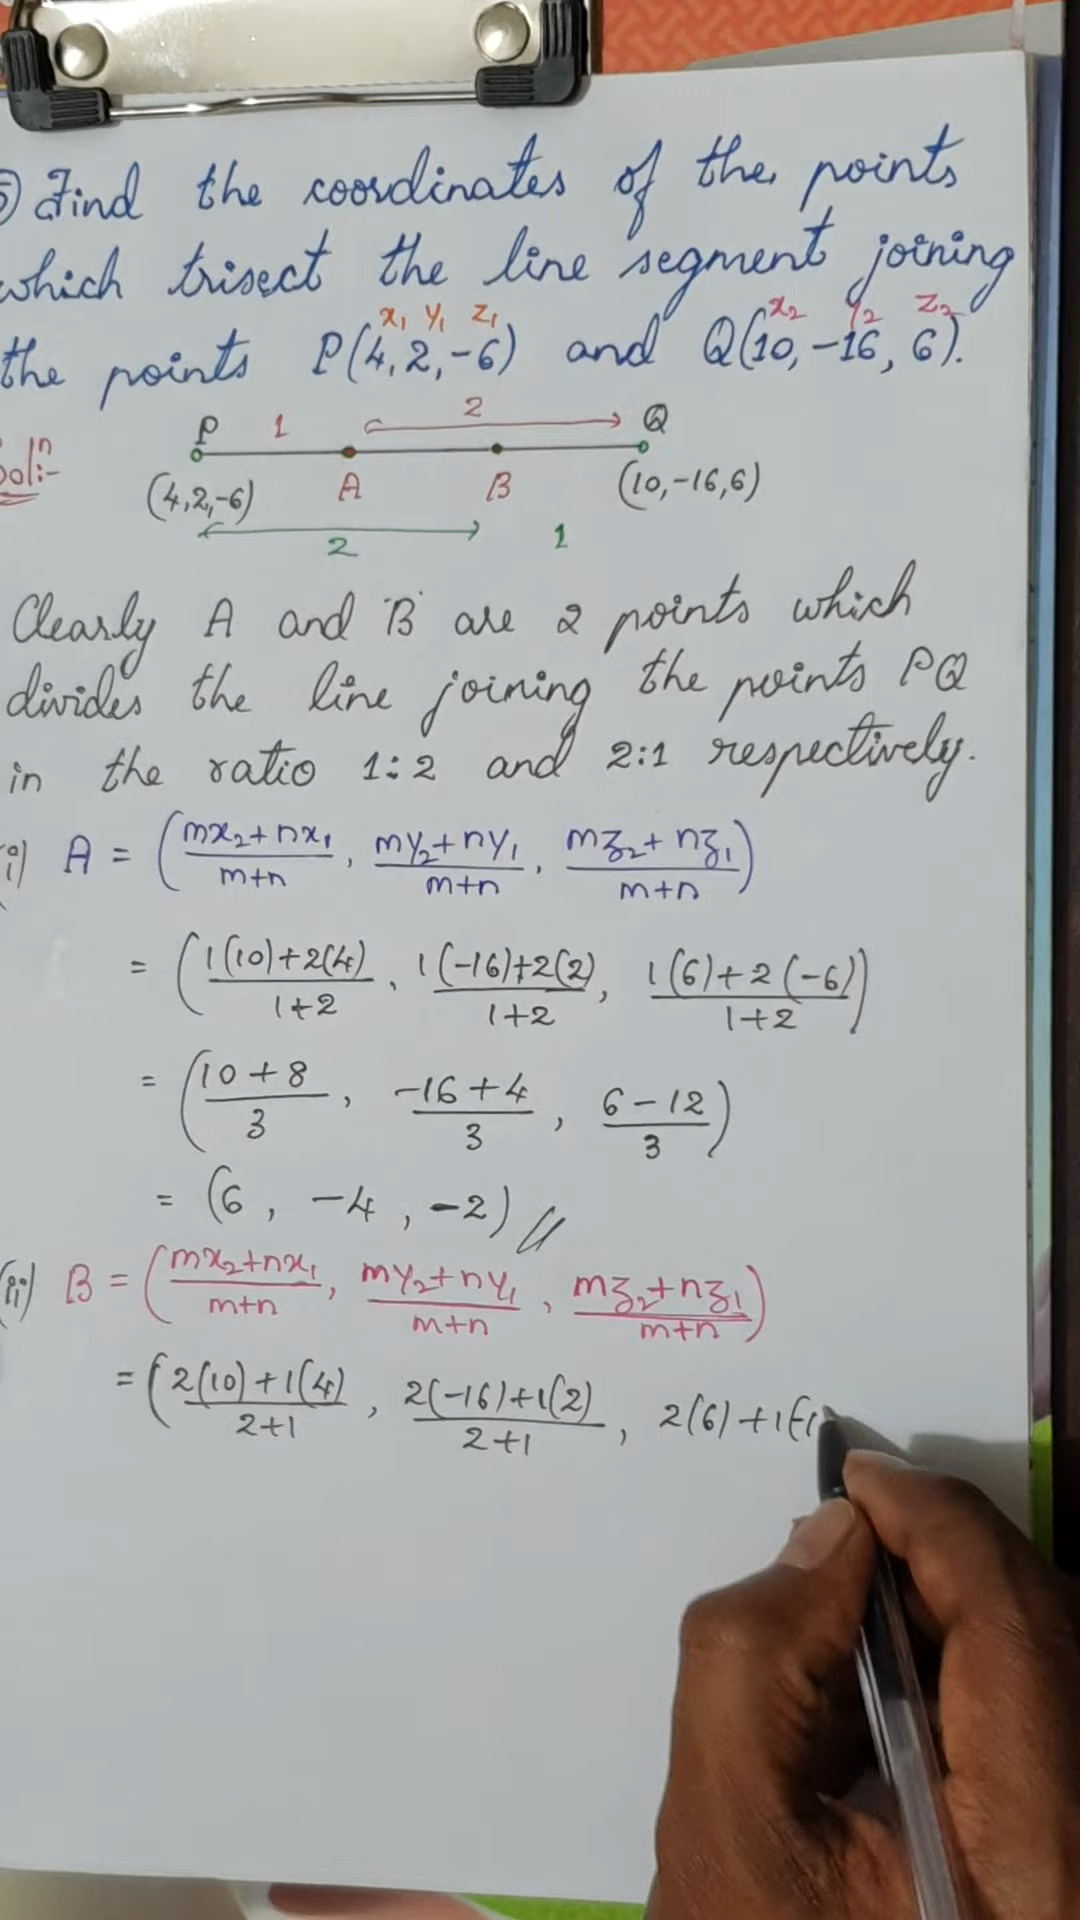 5) Find the coordinates of the points
which trisect the line segment joining
x₁ y₁ z₁ x₂ y₂ z₂
the points P(4,2,-6) and Q(10,-16, 6).
Solⁿ:-
P 1 2 Q
(4,2,-6) A B (10,-16,6)
2 1
Clearly A and B are 2 points which
divides the line joining the points PQ
in the ratio 1:2 and 2:1 respectively.
(i) A = (mx₂+nx₁/m+n, my₂+ny₁/m+n, mz₂+nz₁/m+n)
= (1(10)+2(4)/1+2, 1(-16)+2(2)/1+2, 1(6)+2(-6)/1+2)
= (10+8/3, -16+4/3, 6-12/3)
= (6, -4, -2)
(ii) B = (mx₂+nx₁/m+n, my₂+ny₁/m+n, mz₂+nz₁/m+n)
= (2(10)+1(4)/2+1, 2(-16)+1(2)/2+1, 2(6)+1(-